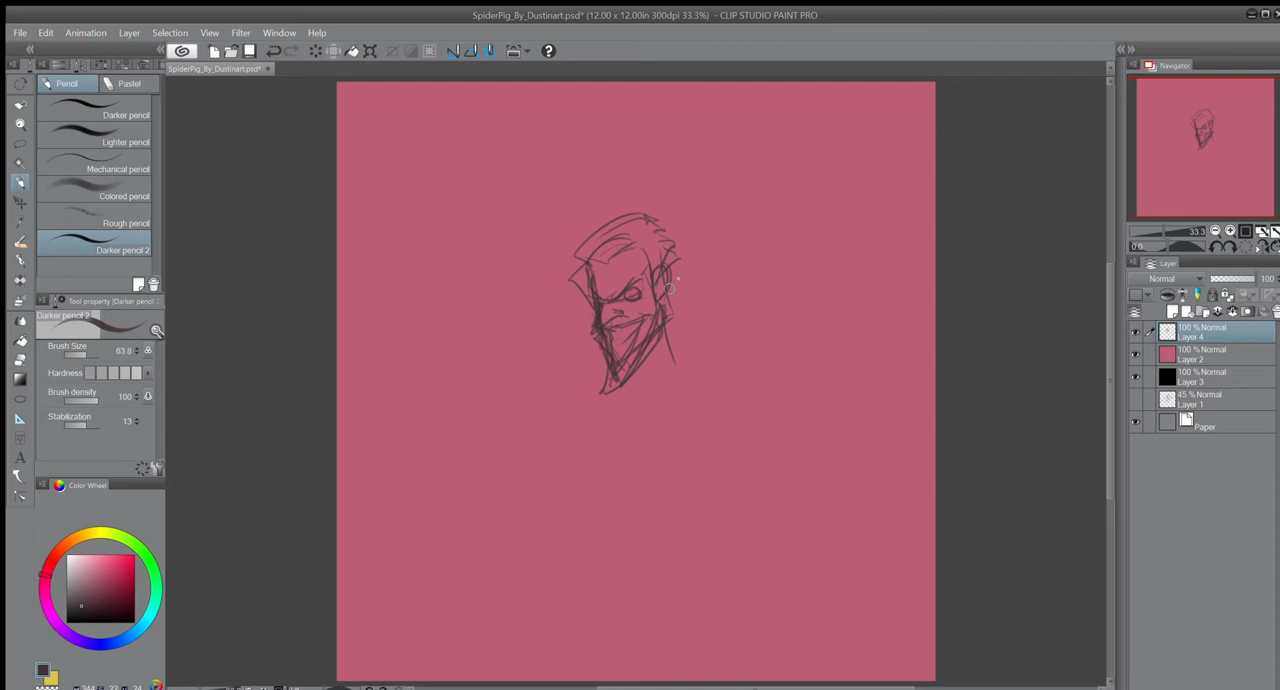 SpiderPig_By_Dustinart.psd* (12.00 x 12.00in 300dpi 33.3%) - CLIP STUDIO PAINT PRO
File Edit Animation Layer Selection View Filter Window Help
SpiderPig_By_Dustinart.psd*
Navigator
Pencil Pastel
Darker pencil
Lighter pencil
Mechanical pencil
Colored pencil
Rough pencil
Darker pencil 2
Tool property [Darker pencil 2
Darker pencil 2
Brush Size 63.8
Hardness
Brush density 100
Stabilization 13
Color Wheel
33.3
0.0
Layer
Normal 100
100 % Normal
Layer 4
100 % Normal
Layer 2
100 % Normal
Layer 3
45 % Normal
Layer 1
Paper